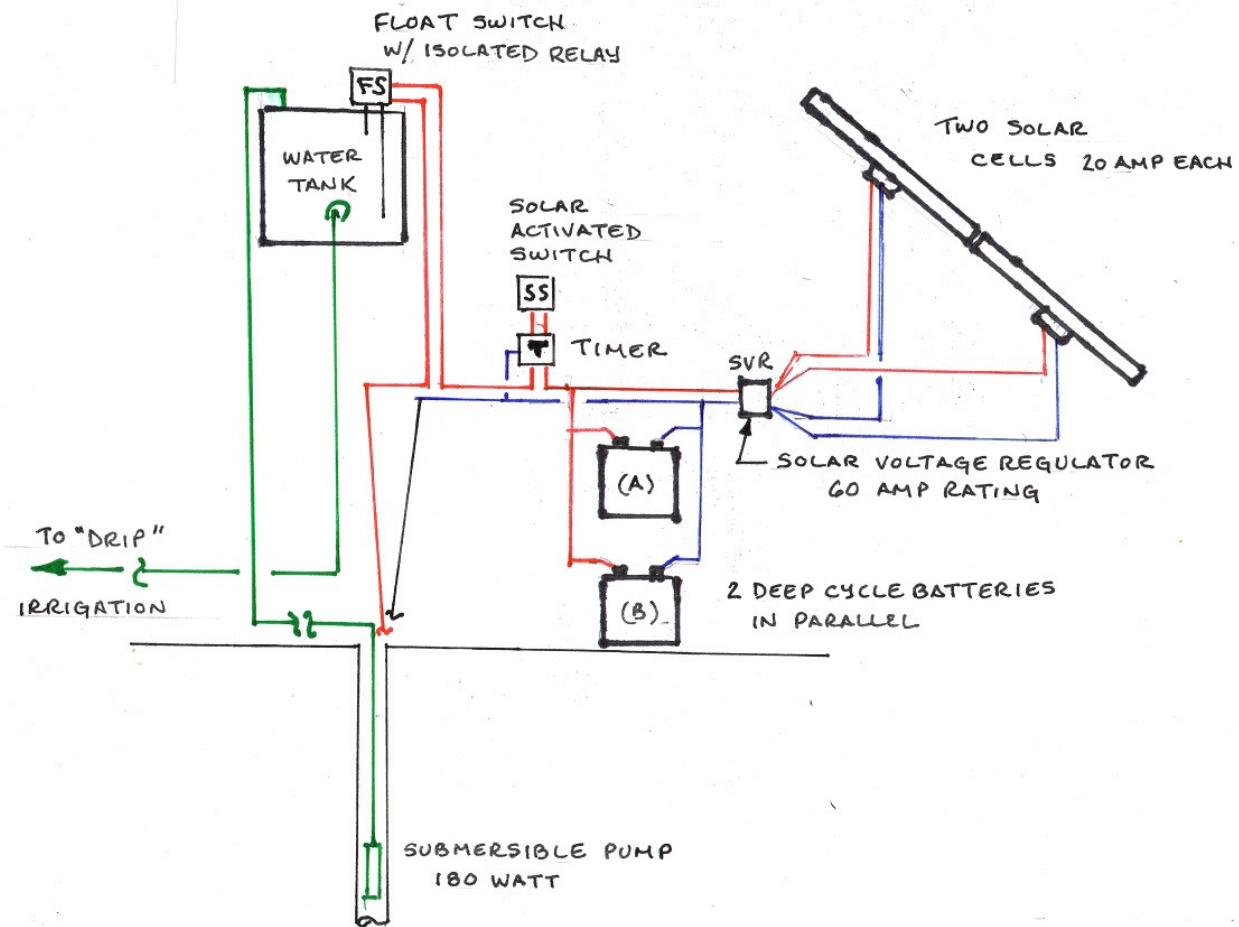 FLOAT SWITCH
W/ ISOLATED RELAY
FS
WATER
TANK
TWO SOLAR
CELLS 20 AMP EACH
SOLAR
ACTIVATED
SWITCH
SS
T
TIMER
SVR
SOLAR VOLTAGE REGULATOR
60 AMP RATING
(A)
TO "DRIP"
IRRIGATION
(B)
2 DEEP CYCLE BATTERIES
IN PARALLEL
SUBMERSIBLE PUMP
180 WATT